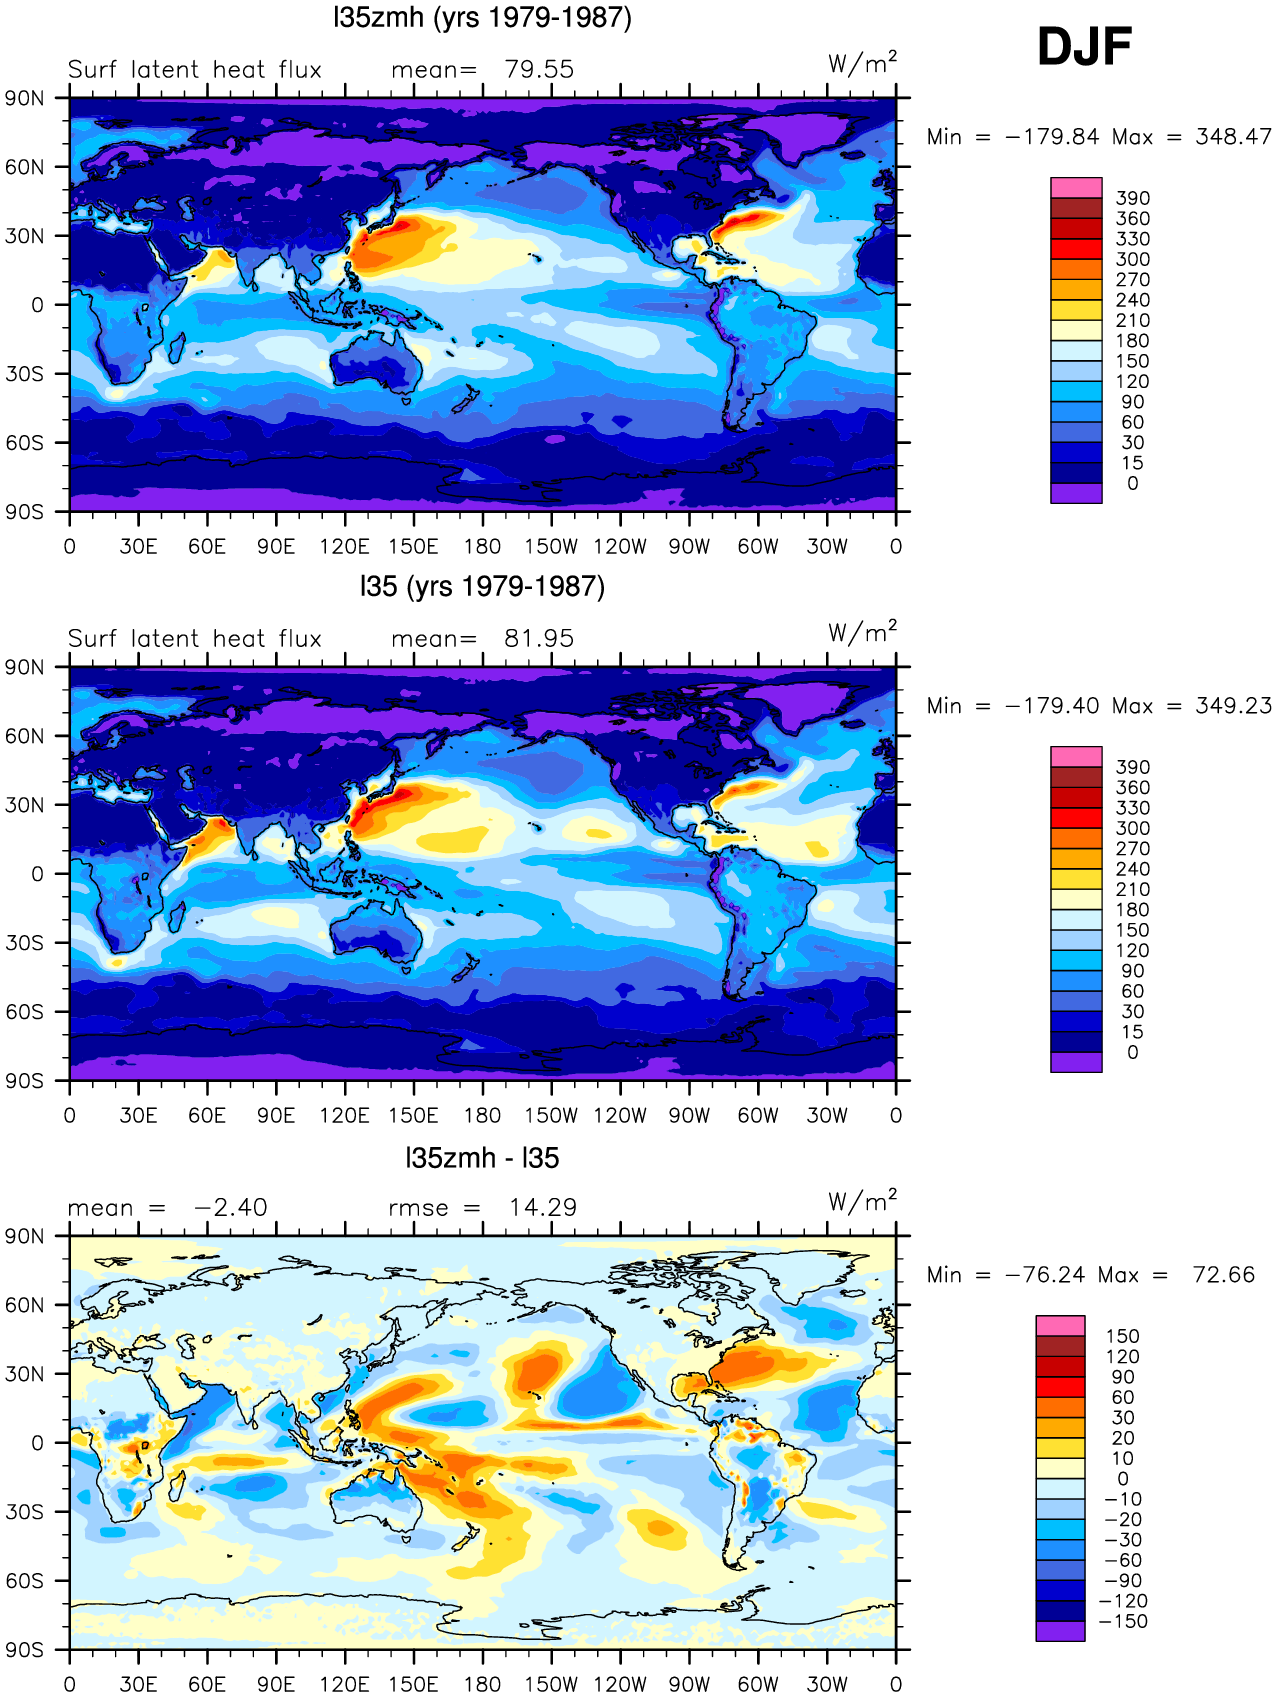 l35zmh (yrs 1979-1987)
DJF
Surf latent heat flux mean= 79.55 W/m²
Min = −179.84 Max = 348.47
90N
60N
30N
0
30S
60S
90S
0 30E 60E 90E 120E 150E 180 150W 120W 90W 60W 30W 0
390
360
330
300
270
240
210
180
150
120
90
60
30
15
0
l35 (yrs 1979-1987)
Surf latent heat flux mean= 81.95 W/m²
Min = −179.40 Max = 349.23
90N
60N
30N
0
30S
60S
90S
0 30E 60E 90E 120E 150E 180 150W 120W 90W 60W 30W 0
390
360
330
300
270
240
210
180
150
120
90
60
30
15
0
l35zmh - l35
mean = −2.40 rmse = 14.29 W/m²
Min = −76.24 Max = 72.66
90N
60N
30N
0
30S
60S
90S
0 30E 60E 90E 120E 150E 180 150W 120W 90W 60W 30W 0
150
120
90
60
30
20
10
0
−10
−20
−30
−60
−90
−120
−150